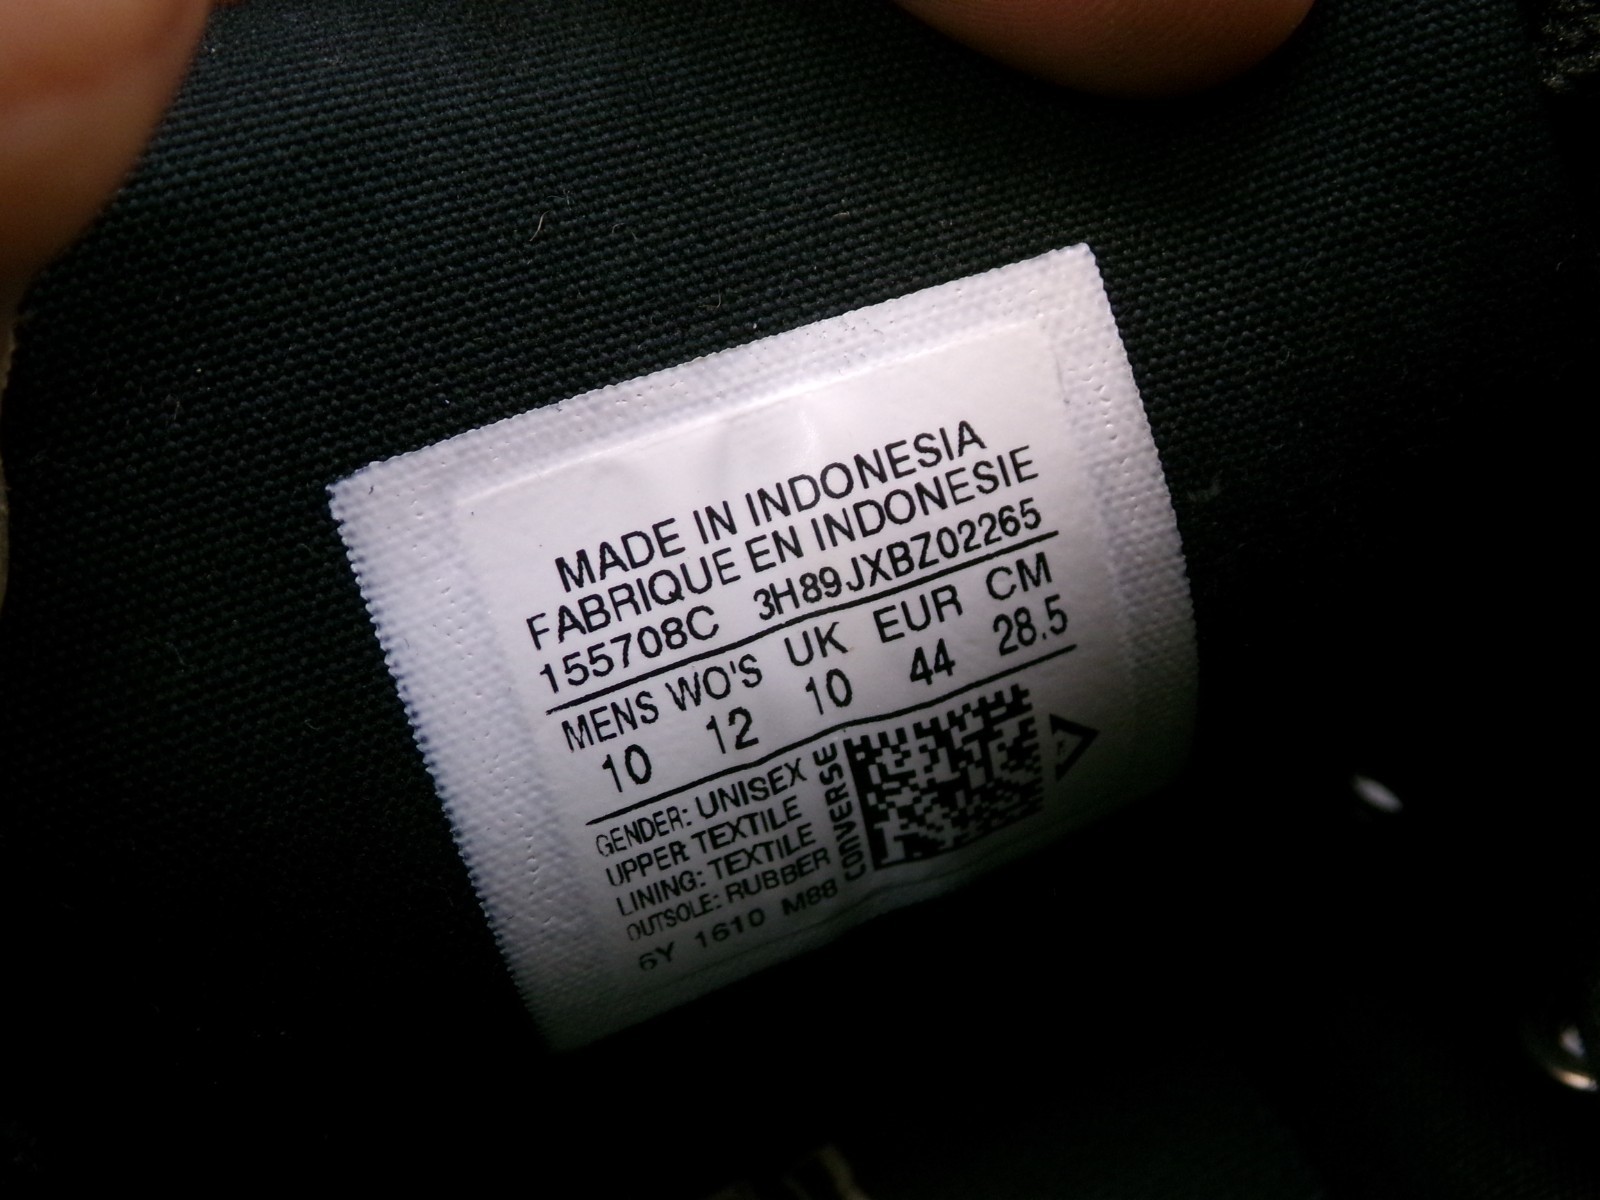 MADE IN INDONESIA
FABRIQUE EN INDONESIE
155708C 3H89JXBZ02265
MENS WO'S UK EUR CM
10 12 10 44 28.5
GENDER: UNISEX
UPPER: TEXTILE
LINING: TEXTILE
OUTSOLE: RUBBER
6Y 1610 M88
CONVERSE